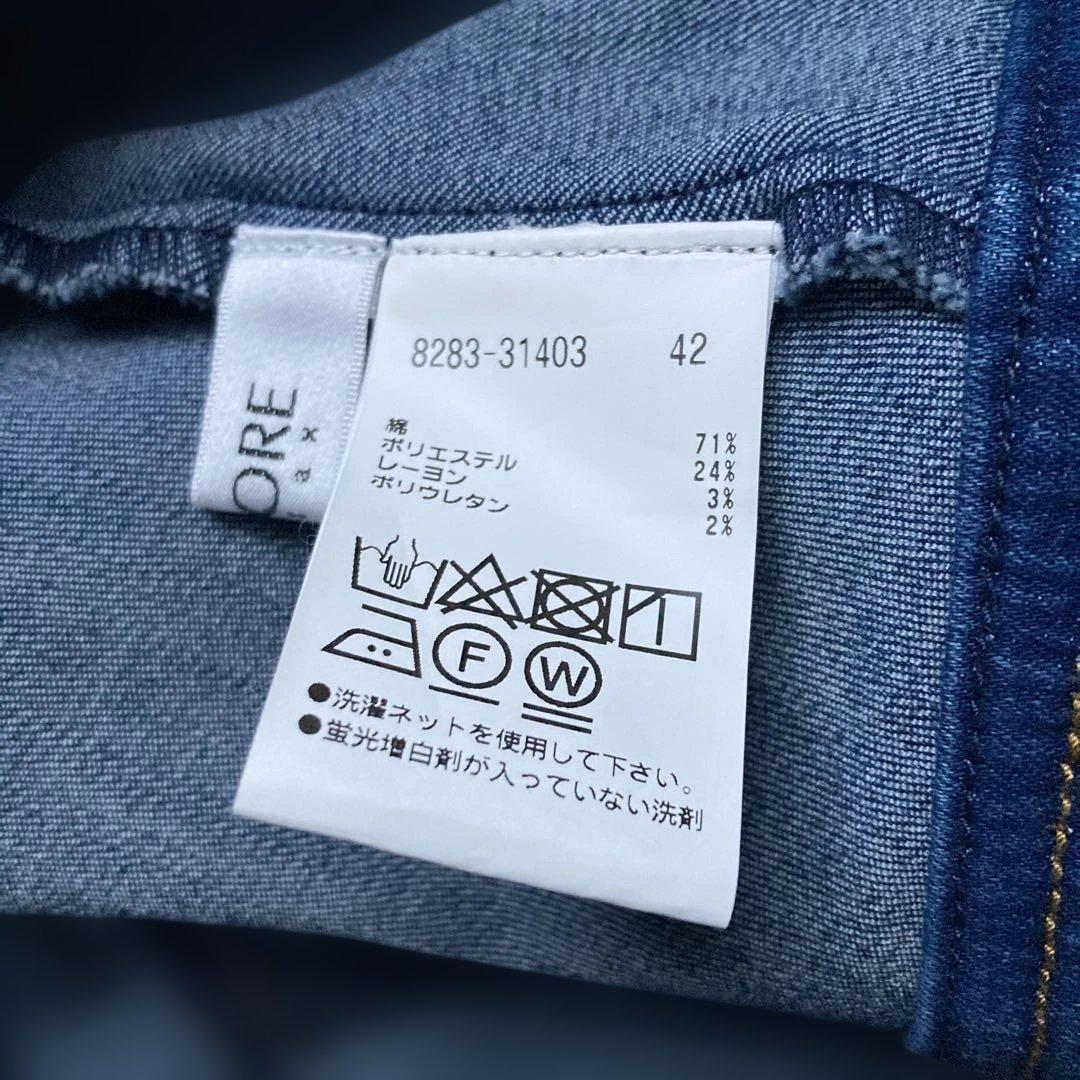 8283-31403 42
綿 71%
ポリエステル 24%
レーヨン 3%
ポリウレタン 2%
F W
●洗濯ネットを使用して下さい。
●蛍光増白剤が入っていない洗剤
ORE
ax